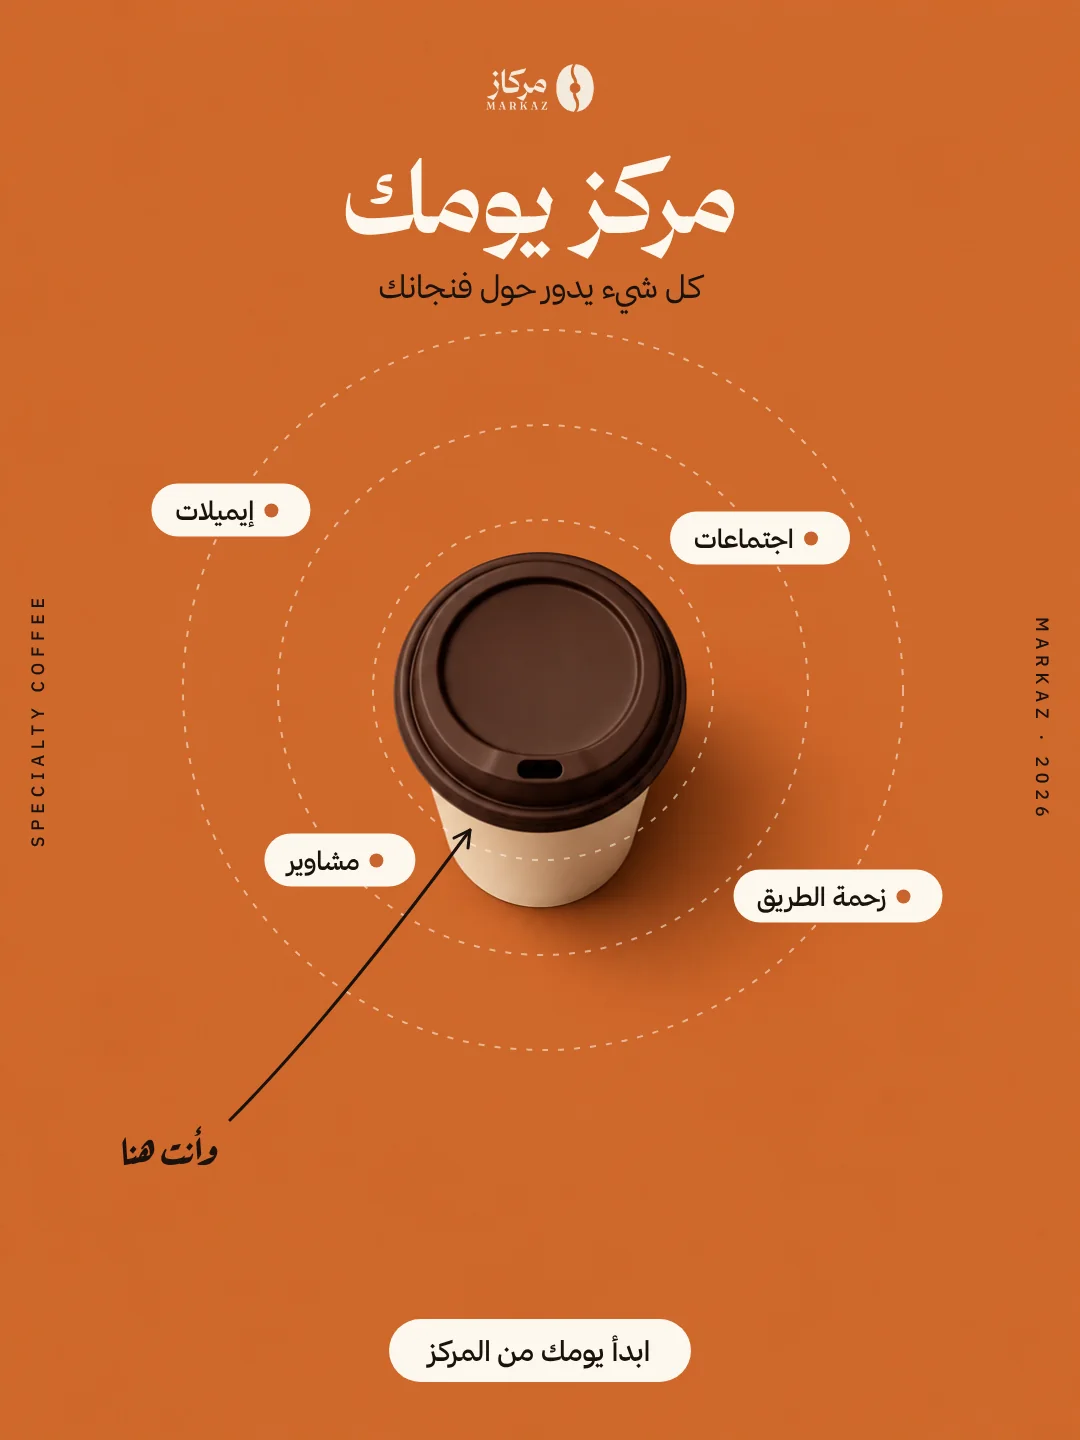 مركاز
MARKAZ
مركز يومك
كل شيء يدور حول فنجانك
إيميلات
اجتماعات
SPECIALTY COFFEE
MARKAZ · 2026
مشاوير
زحمة الطريق
وأنت هنا
ابدأ يومك من المركز